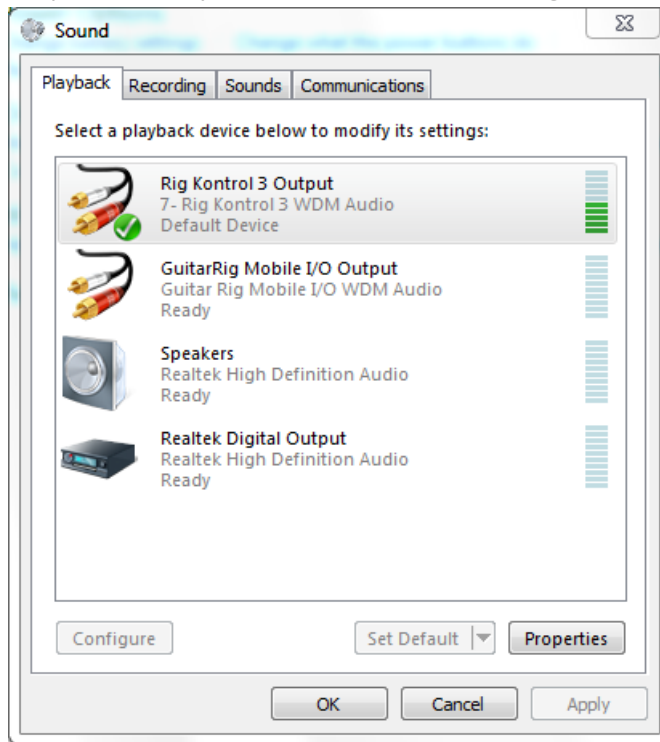 Sound
Playback Recording Sounds Communications
Select a playback device below to modify its settings:
Rig Kontrol 3 Output
7- Rig Kontrol 3 WDM Audio
Default Device
GuitarRig Mobile I/O Output
Guitar Rig Mobile I/O WDM Audio
Ready
Speakers
Realtek High Definition Audio
Ready
Realtek Digital Output
Realtek High Definition Audio
Ready
Configure Set Default Properties
OK Cancel Apply